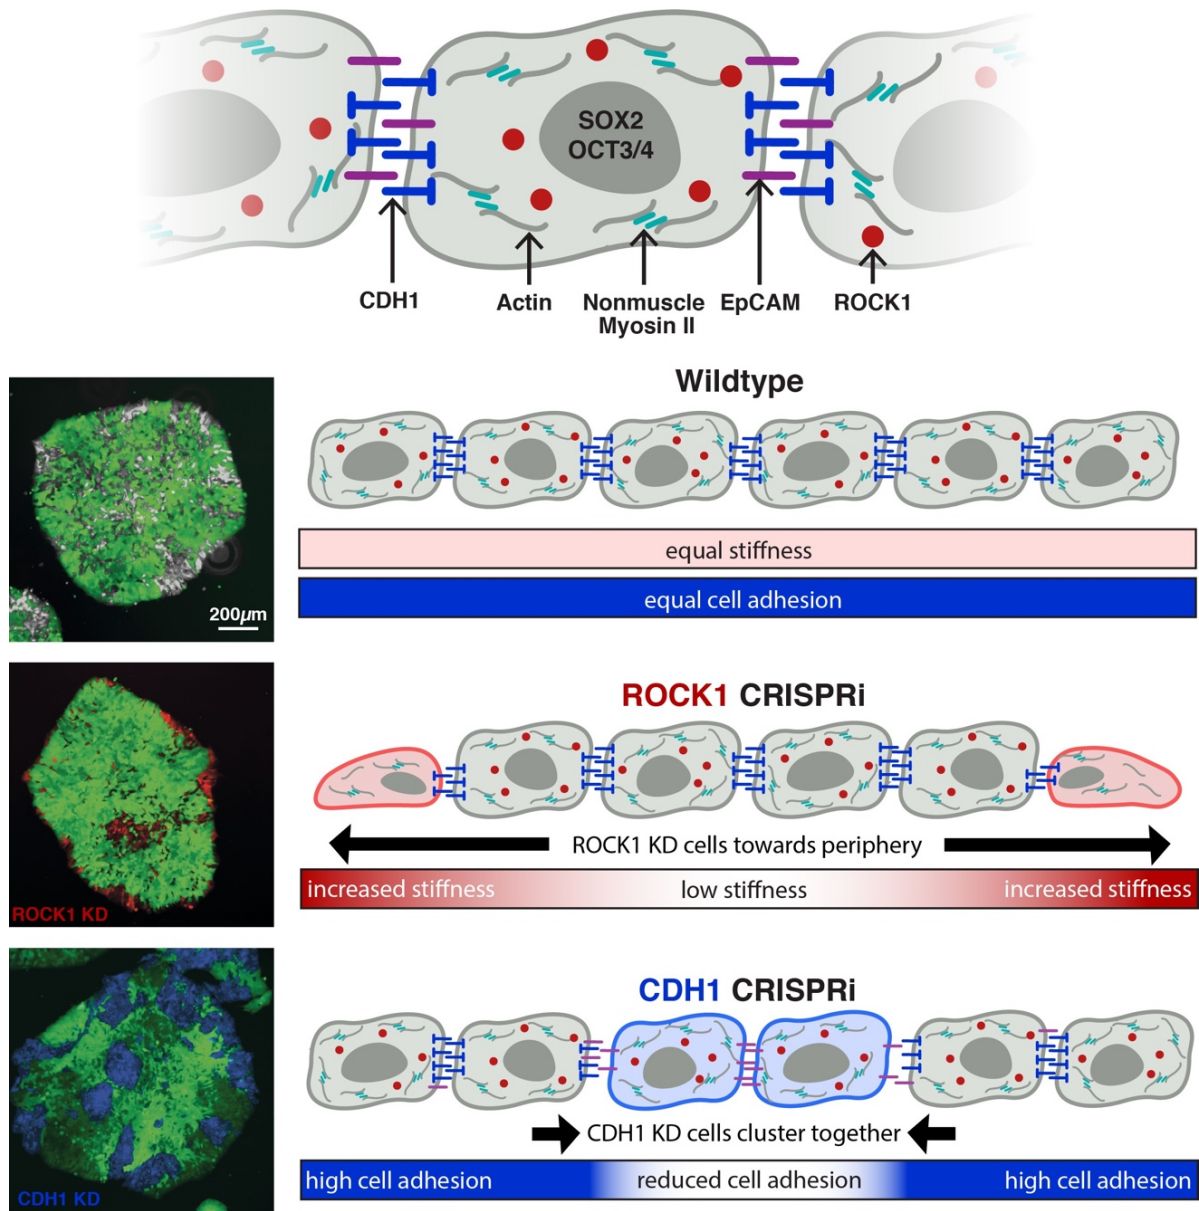 SOX2
OCT3/4
CDH1
Actin
Nonmuscle
Myosin II
EpCAM
ROCK1
Wildtype
200μm
equal stiffness
equal cell adhesion
ROCK1 CRISPRi
ROCK1 KD cells towards periphery
ROCK1 KD
increased stiffness
low stiffness
increased stiffness
CDH1 CRISPRi
CDH1 KD cells cluster together
CDH1 KD
high cell adhesion
reduced cell adhesion
high cell adhesion